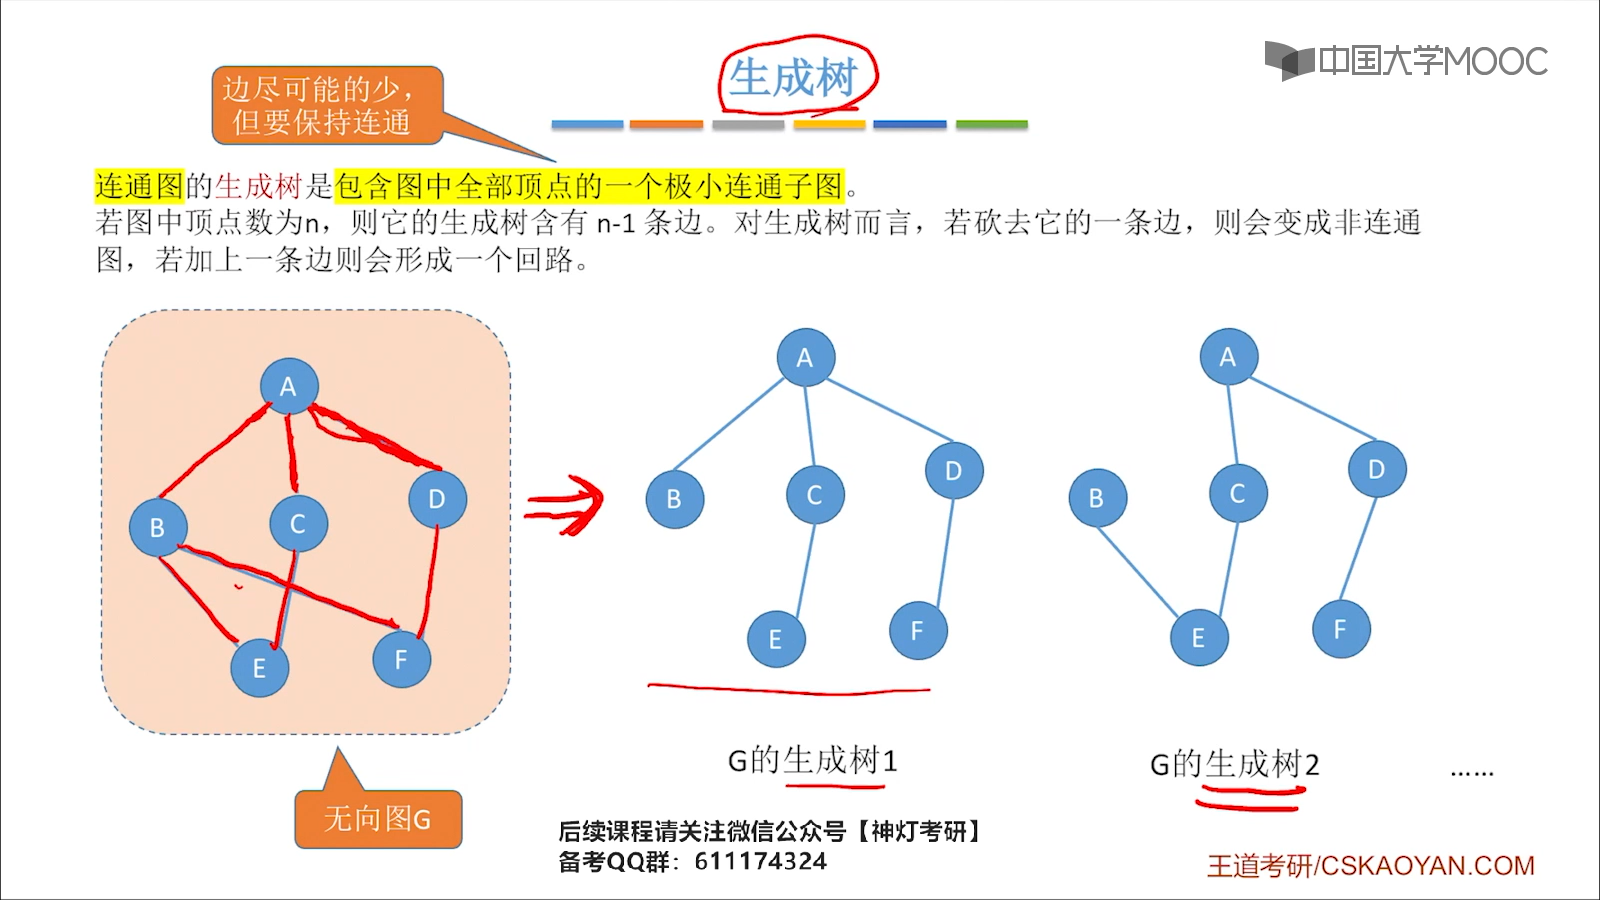 生成树
中国大学MOOC
边尽可能的少，
但要保持连通
连通图的生成树是包含图中全部顶点的一个极小连通子图。
若图中顶点数为n，则它的生成树含有 n-1 条边。对生成树而言，若砍去它的一条边，则会变成非连通
图，若加上一条边则会形成一个回路。
A
B
C
D
E
F
A
B
C
D
E
F
A
B
C
D
E
F
G的生成树1
G的生成树2
……
无向图G
后续课程请关注微信公众号【神灯考研】
备考QQ群：611174324
王道考研/CSKAOYAN.COM